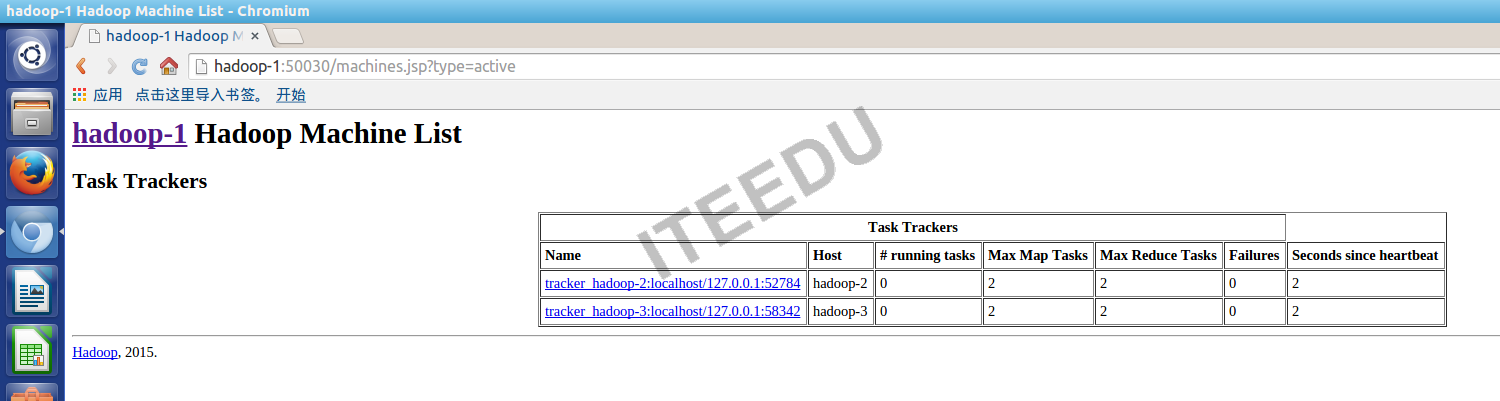 hadoop-1 Hadoop Machine List - Chromium
hadoop-1 Hadoop M
hadoop-1:50030/machines.jsp?type=active
应用 点击这里导入书签。 开始
hadoop-1 Hadoop Machine List
ITEEDU
Task Trackers
Task Trackers
Name Host # running tasks Max Map Tasks Max Reduce Tasks Failures Seconds since heartbeat
tracker_hadoop-2:localhost/127.0.0.1:52784 hadoop-2 0 2 2 0 2
tracker_hadoop-3:localhost/127.0.0.1:58342 hadoop-3 0 2 2 0 2
Hadoop, 2015.